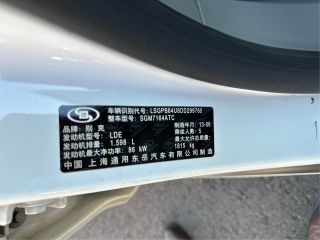 车辆识别代号: LSGPB64U8DD299766
整车型号: SGM7164ATC
品牌: 别 克 制造年月: 13-06
发动机型号: LDE 乘坐人数: 5
发动机排量: 1.598 L 最大允许总质量:
发动机最大净功率: 86 kW 1815 kg
中 国 上海通用东岳汽车有限公司 制造